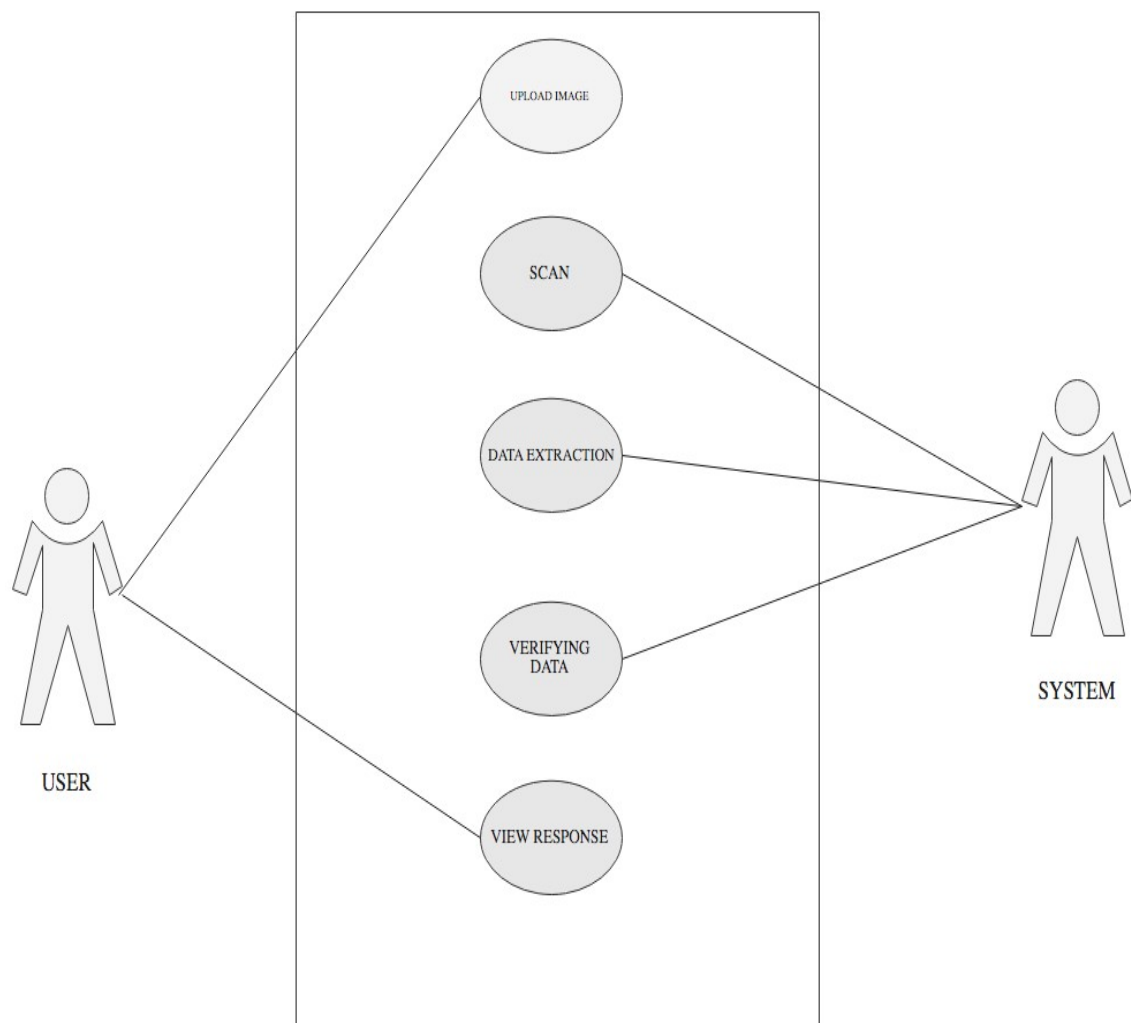 UPLOAD IMAGE
SCAN
DATA EXTRACTION
VERIFYING
DATA
VIEW RESPONSE
USER
SYSTEM